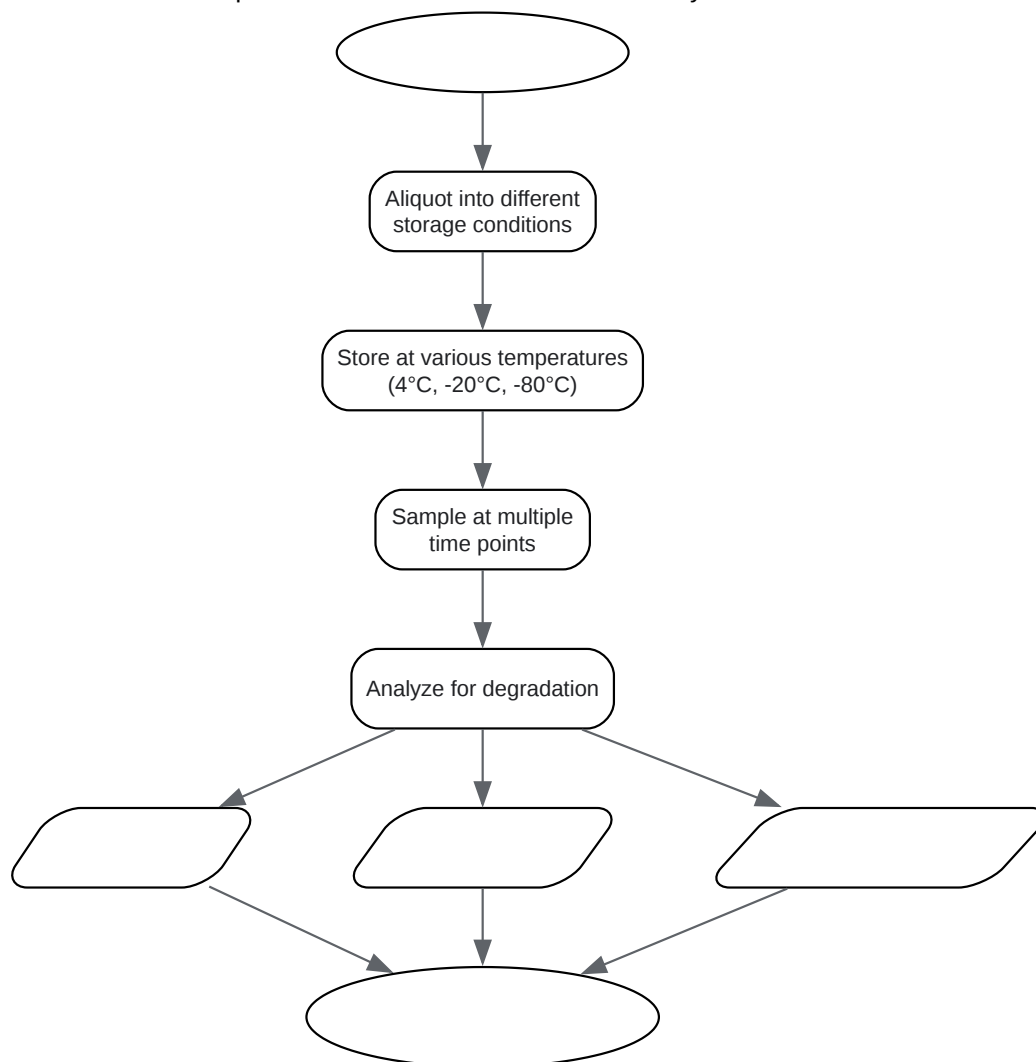 Aliquot into different
storage conditions
Store at various temperatures
(4°C, -20°C, -80°C)
Sample at multiple
time points
Analyze for degradation